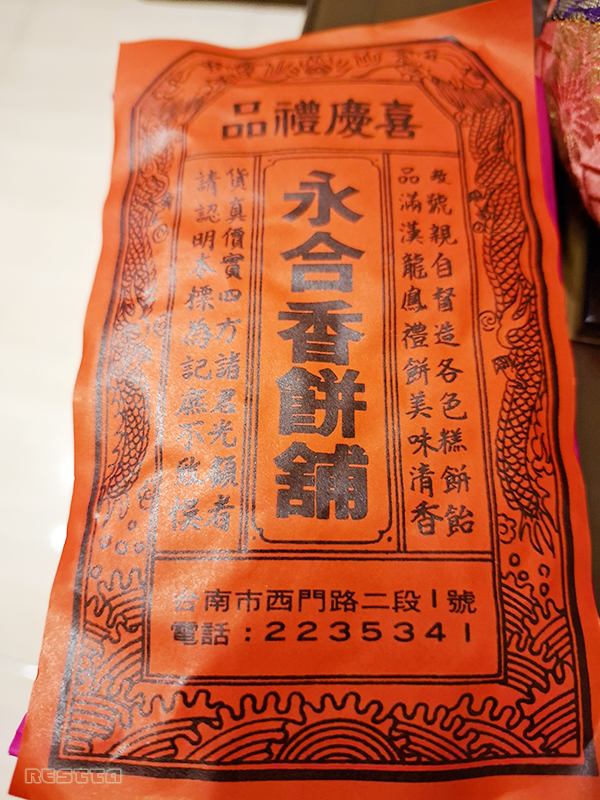 喜慶禮品
敝號親自督造各色糕餅飴
品滿漢龍鳳禮餅美味清香
永合香餅舖
貨真價實四方諸君光顧者
請認明本標為記庶不致悮
台南市西門路二段1號
電話：2235341
Restta